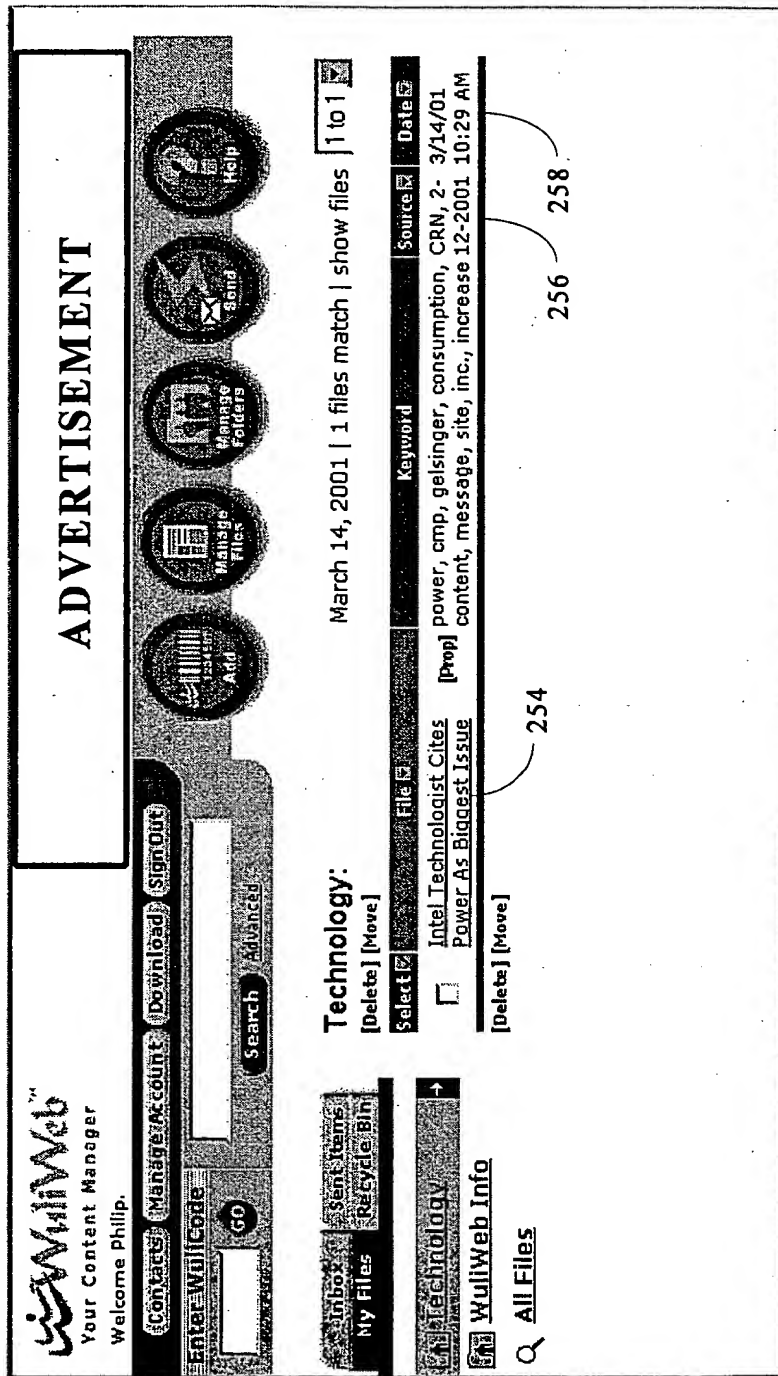 WuliWeb™
Your Content Manager
Welcome Philip,
ADVERTISEMENT
Contacts
Manage Account
Download
Sign Out
Enter WuliCode
GO
Search
Advanced
Add
Manage Files
Manage Folders
Send
Help
Inbox
Sent Items
My Files
Recycle Bin
Technology
WuliWeb Info
All Files
Technology:
March 14, 2001 | 1 files match | show files 1 to 1
[Delete] [Move]
Select File Keyword Source Date
Intel Technologist Cites [Prop] power, cmp, gelsinger, consumption, CRN, 2- 3/14/01
Power As Biggest Issue content, message, site, inc., increase 12-2001 10:29 AM
[Delete] [Move]
254
256
258